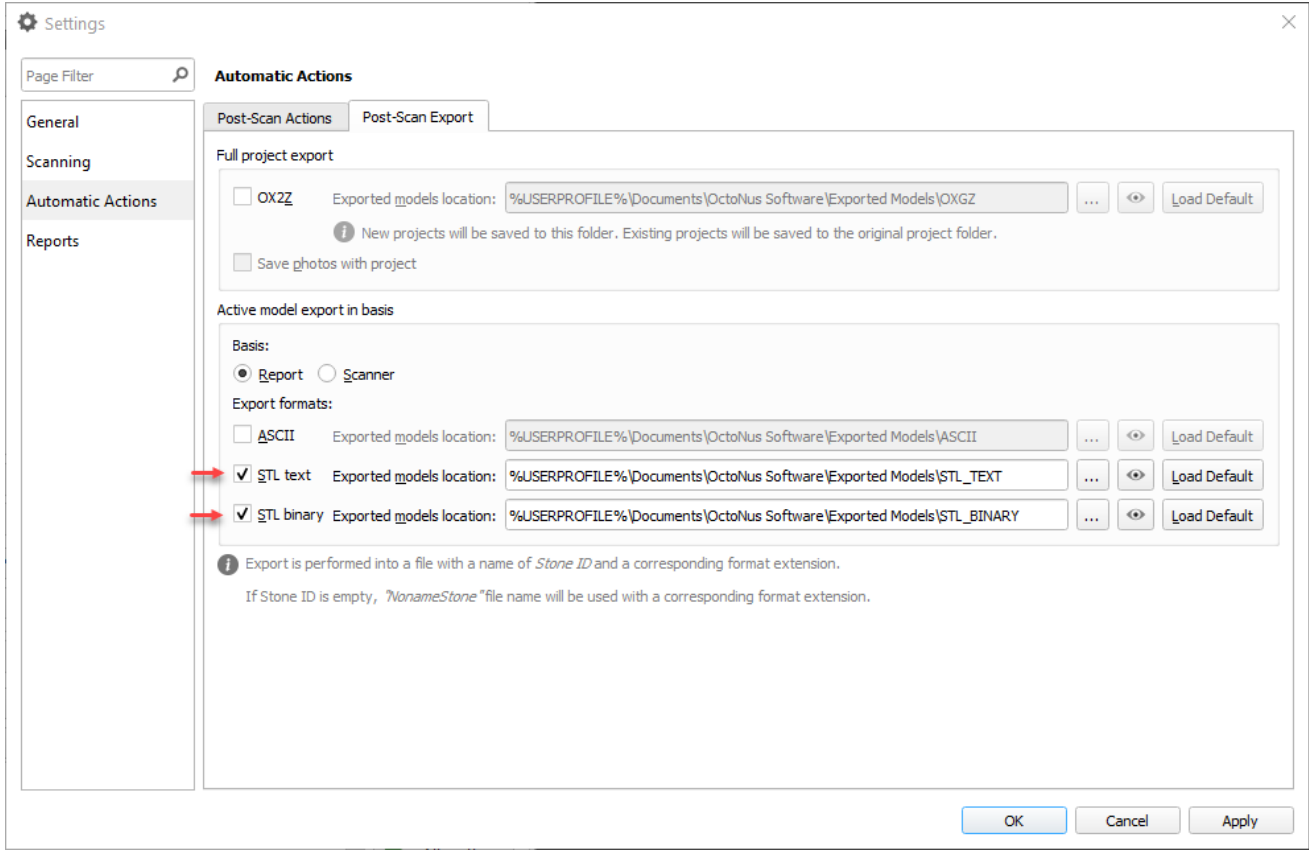 Settings
Page Filter
Automatic Actions
General
Scanning
Automatic Actions
Reports
Post-Scan Actions
Post-Scan Export
Full project export
OX2Z Exported models location: %USERPROFILE%\Documents\OctoNus Software\Exported Models\OXGZ ... Load Default
New projects will be saved to this folder. Existing projects will be saved to the original project folder.
Save photos with project
Active model export in basis
Basis:
Report Scanner
Export formats:
ASCII Exported models location: %USERPROFILE%\Documents\OctoNus Software\Exported Models\ASCII ... Load Default
STL text Exported models location: %USERPROFILE%\Documents\OctoNus Software\Exported Models\STL_TEXT ... Load Default
STL binary Exported models location: %USERPROFILE%\Documents\OctoNus Software\Exported Models\STL_BINARY ... Load Default
Export is performed into a file with a name of Stone ID and a corresponding format extension.
If Stone ID is empty, "NonameStone" file name will be used with a corresponding format extension.
OK Cancel Apply